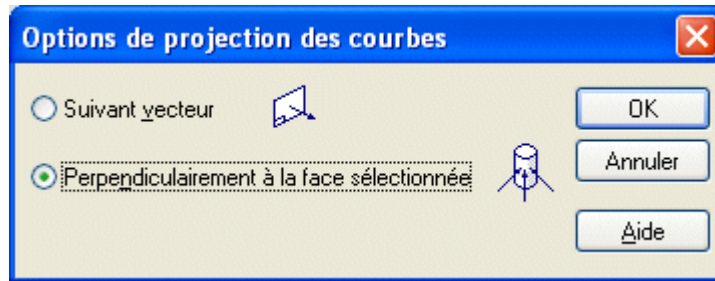 Options de projection des courbes
Suivant vecteur
OK
Perpendiculairement à la face sélectionnée
Annuler
Aide